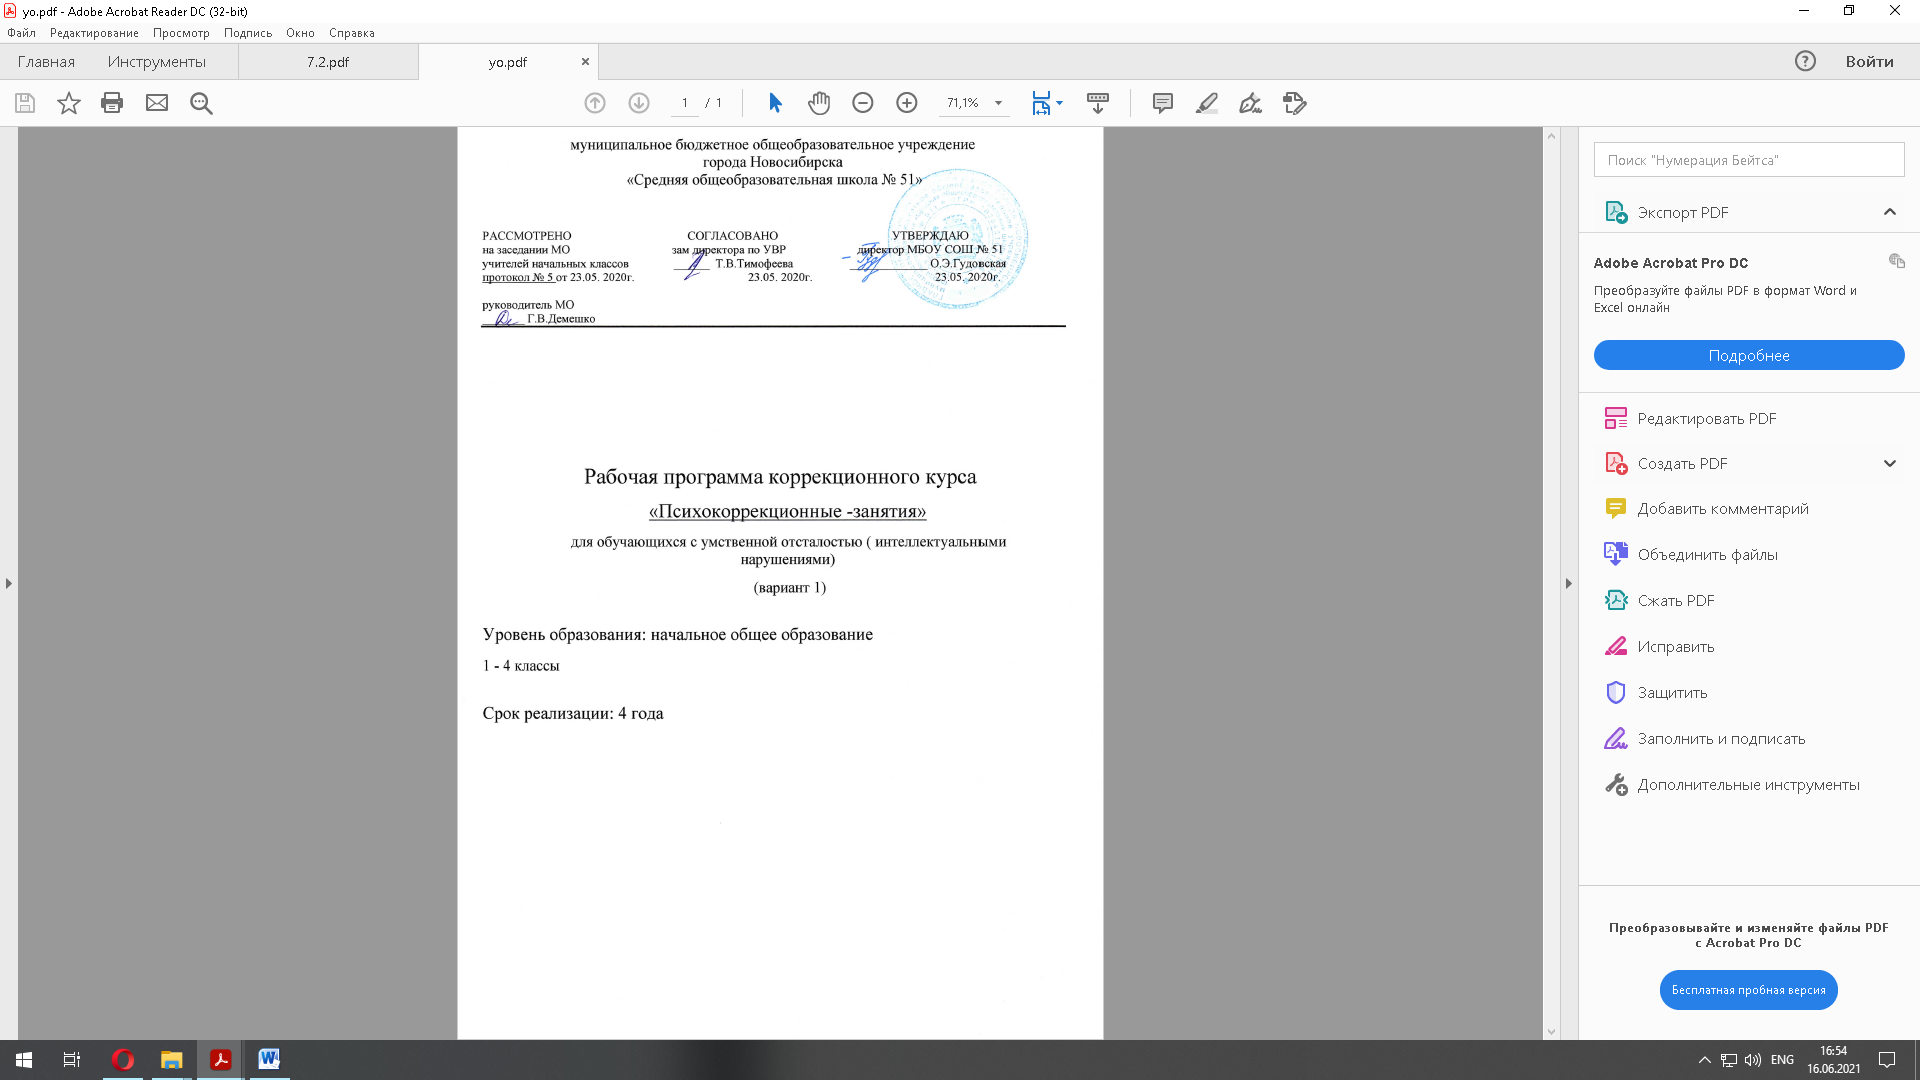 yo.pdf - Adobe Acrobat Reader DC (32-bit)
Файл Редактирование Просмотр Подпись Окно Справка
Главная Инструменты 7.2.pdf yo.pdf × Войти
1 / 1 71,1%
муниципальное бюджетное общеобразовательное учреждение
города Новосибирска
«Средняя общеобразовательная школа № 51»
РАССМОТРЕНО
на заседании МО
учителей начальных классов
протокол № 5 от 23.05. 2020г.
руководитель МО
Г.В.Демешко
СОГЛАСОВАНО
зам директора по УВР
Т.В.Тимофеева
23.05. 2020г.
УТВЕРЖДАЮ
директор МБОУ СОШ № 51
О.Э.Гудовская
23.05. 2020г.
Рабочая программа коррекционного курса
«Психокоррекционные -занятия»
для обучающихся с умственной отсталостью ( интеллектуальными
нарушениями)
(вариант 1)
Уровень образования: начальное общее образование
1 - 4 классы
Срок реализации: 4 года
Поиск "Нумерация Бейтса"
Экспорт PDF
Adobe Acrobat Pro DC
Преобразуйте файлы PDF в формат Word и
Excel онлайн
Подробнее
Редактировать PDF
Создать PDF
Добавить комментарий
Объединить файлы
Сжать PDF
Исправить
Защитить
Заполнить и подписать
Дополнительные инструменты
Преобразовывайте и изменяйте файлы PDF
с Acrobat Pro DC
Бесплатная пробная версия
ENG
16:54
16.06.2021